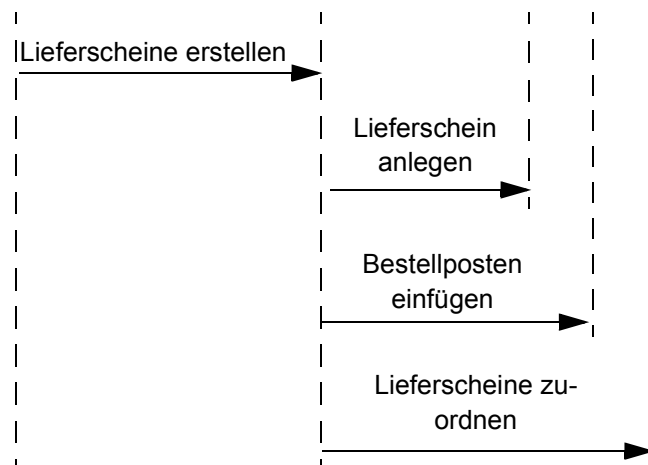 Lieferscheine erstellen
Lieferschein
anlegen
Bestellposten
einfügen
Lieferscheine zu-
ordnen